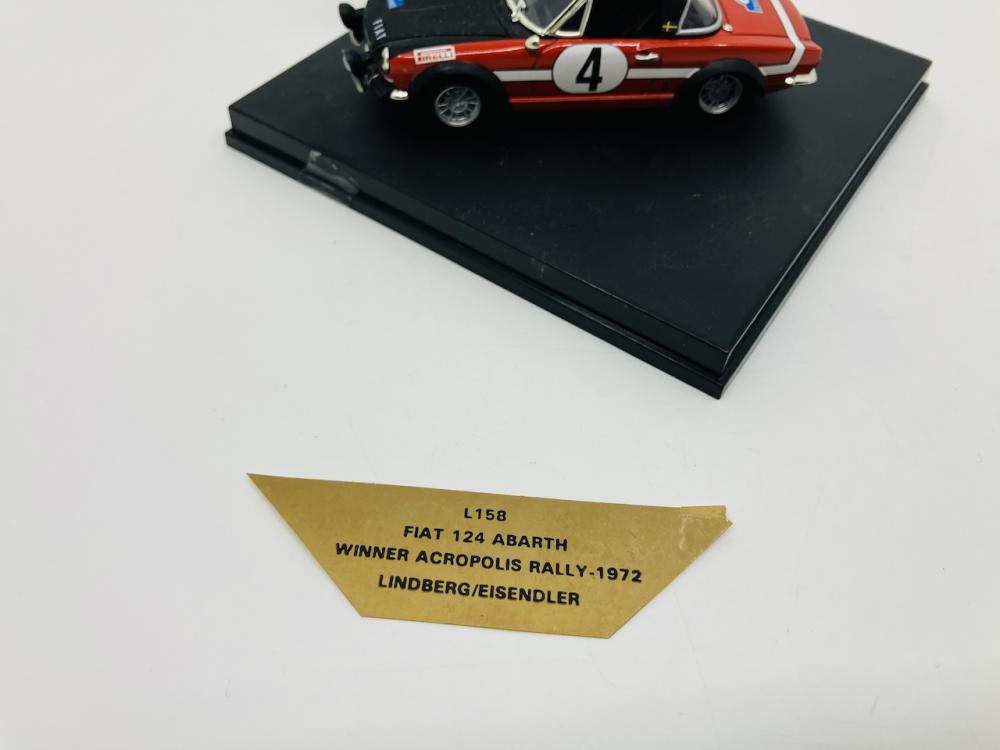 FIAT
PIRELLI
4
L158
FIAT 124 ABARTH
WINNER ACROPOLIS RALLY-1972
LINDBERG/EISENDLER